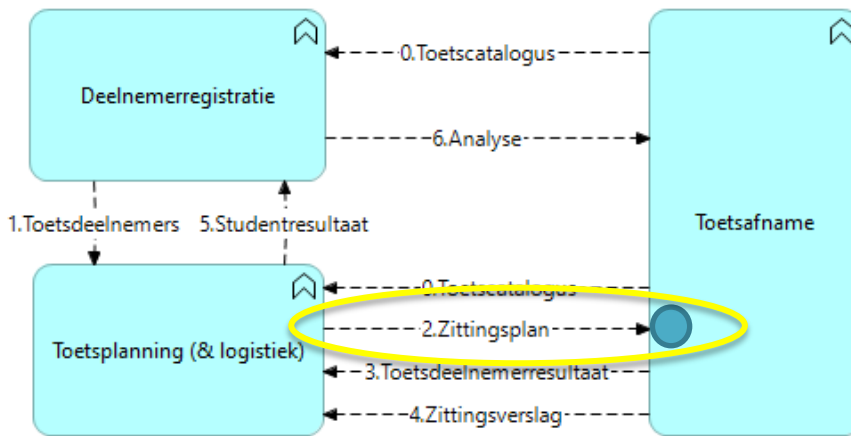 0.Toetscatalogus
Deelnemerregistratie
6.Analyse
1.Toetsdeelnemers
5.Studentresultaat
Toetsafname
0.Toetscatalogus
2.Zittingsplan
Toetsplanning (& logistiek)
3.Toetsdeelnemerresultaat
4.Zittingsverslag